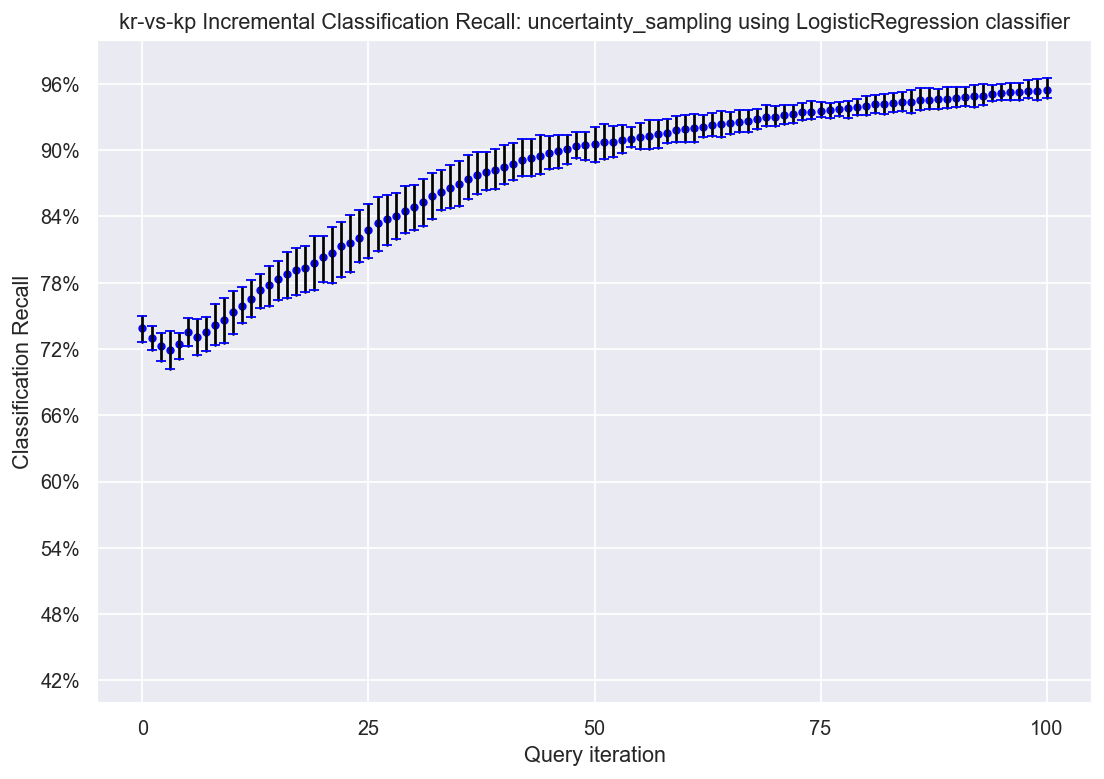 kr-vs-kp Incremental Classification Recall: uncertainty_sampling using LogisticRegression classifier
96%
90%
84%
78%
72%
66%
60%
54%
48%
42%
Classification Recall
0 25 50 75 100
Query iteration